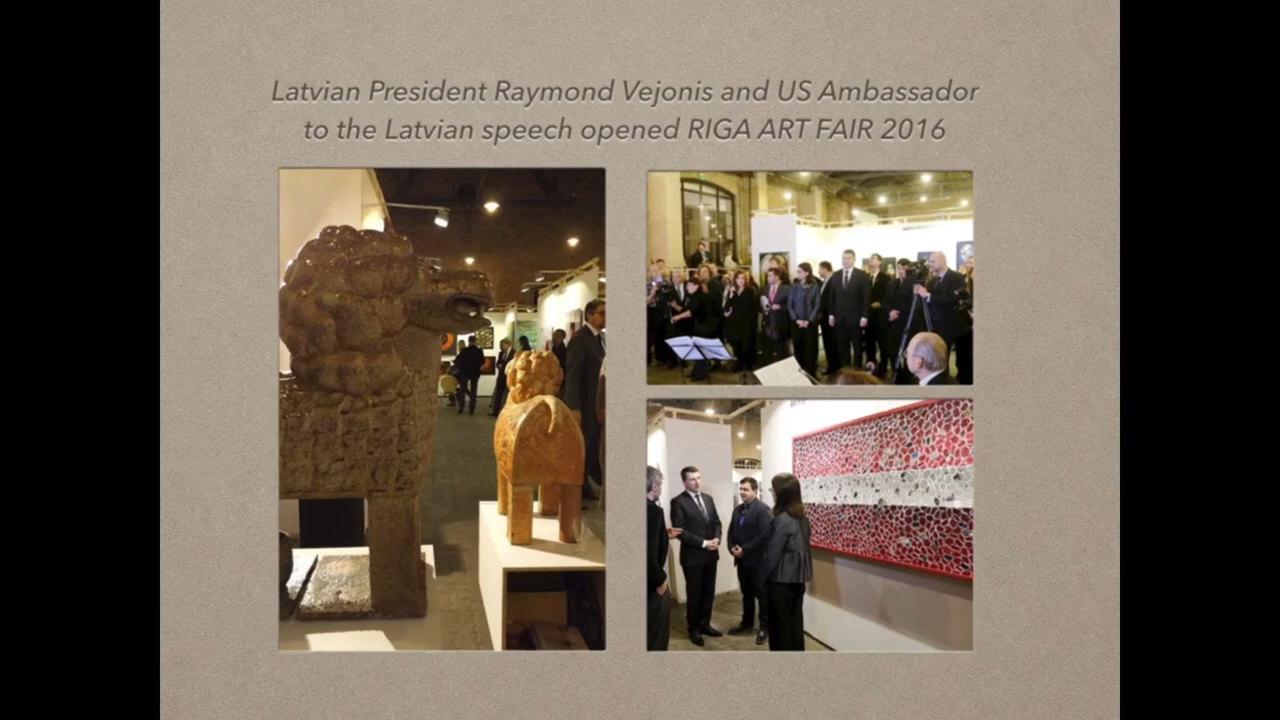 Latvian President Raymond Vejonis and US Ambassador
to the Latvian speech opened RIGA ART FAIR 2016